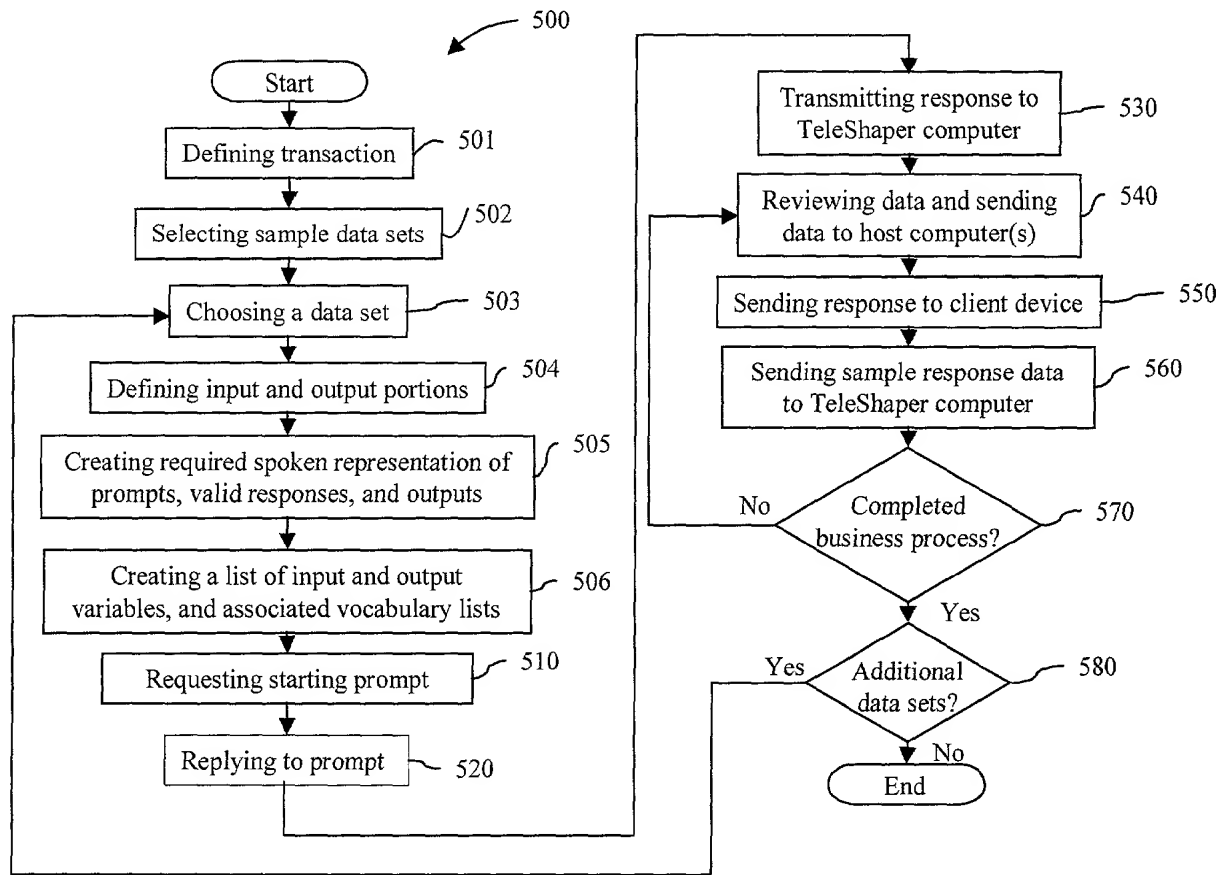 500
Start
Defining transaction
501
Selecting sample data sets
502
Choosing a data set
503
Defining input and output portions
504
Creating required spoken representation of
prompts, valid responses, and outputs
505
Creating a list of input and output
variables, and associated vocabulary lists
506
Requesting starting prompt
510
Replying to prompt
520
Transmitting response to
TeleShaper computer
530
Reviewing data and sending
data to host computer(s)
540
Sending response to client device
550
Sending sample response data
to TeleShaper computer
560
Completed
business process?
570
No
Yes
Additional
data sets?
580
Yes
No
End